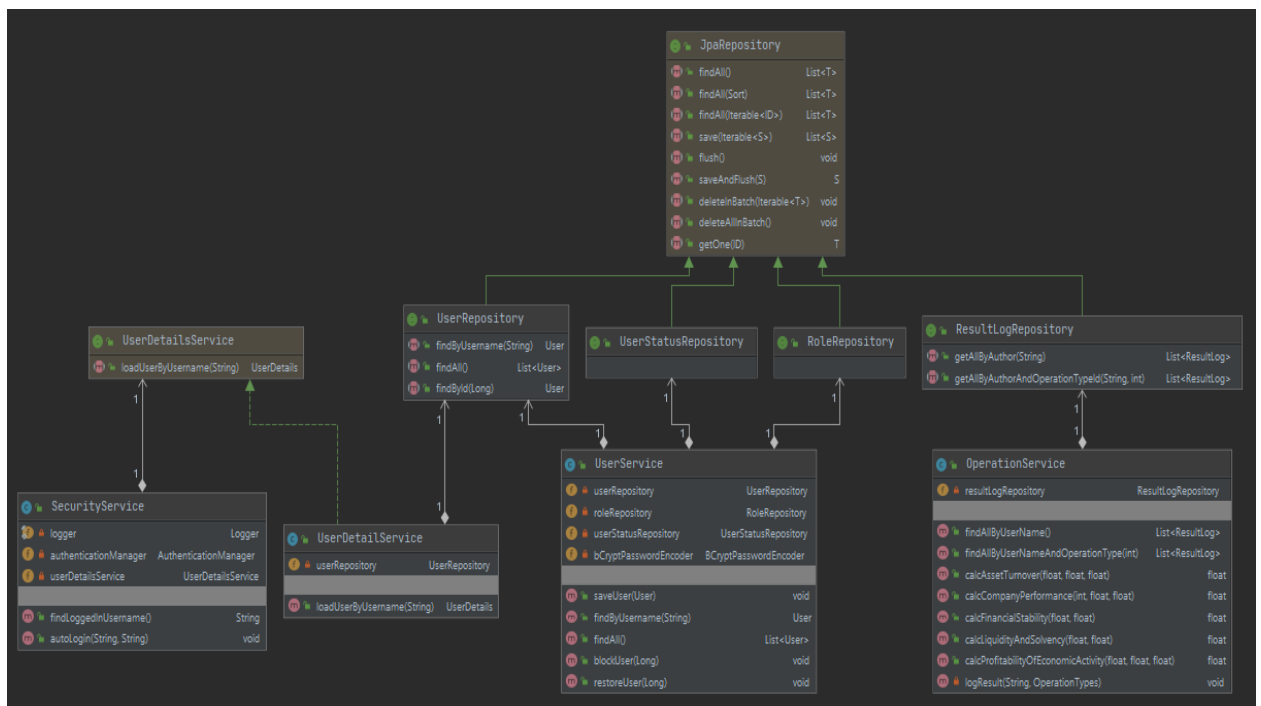 JpaRepository
findAll() List<T>
findAll(Sort) List<T>
findAll(Iterable<ID>) List<T>
save(Iterable<S>) List<S>
flush() void
saveAndFlush(S) S
deleteInBatch(Iterable<T>) void
deleteAllInBatch() void
getOne(ID) T
UserDetailsService
loadUserByUsername(String) UserDetails
UserRepository
findByUsername(String) User
findAll() List<User>
findById(Long) User
UserStatusRepository
RoleRepository
ResultLogRepository
getAllByAuthor(String) List<ResultLog>
getAllByAuthorAndOperationTypeId(String, int) List<ResultLog>
1
1
1
1
1
1
1
1
1
1
1
1
SecurityService
logger Logger
authenticationManager AuthenticationManager
userDetailsService UserDetailsService
findLoggedInUsername() String
autoLogin(String, String) void
UserDetailService
userRepository UserRepository
loadUserByUsername(String) UserDetails
UserService
userRepository UserRepository
roleRepository RoleRepository
userStatusRepository UserStatusRepository
bCryptPasswordEncoder BCryptPasswordEncoder
saveUser(User) void
findByUsername(String) User
findAll() List<User>
blockUser(Long) void
restoreUser(Long) void
OperationService
resultLogRepository ResultLogRepository
findAllByUserName() List<ResultLog>
findAllByUserNameAndOperationType(int) List<ResultLog>
calcAssetTurnover(float, float, float) float
calcCompanyPerformance(int, float, float) float
calcFinancialStability(float, float) float
calcLiquidityAndSolvency(float, float) float
calcProfitabilityOfEconomicActivity(float, float, float) float
logResult(String, OperationTypes) void